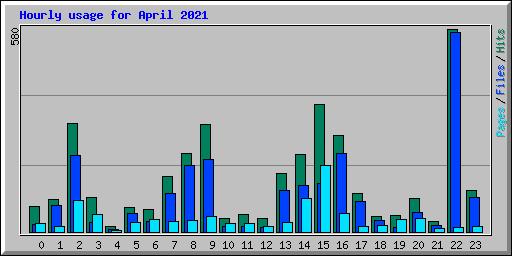 Hourly usage for April 2021
580
Pages/Files/Hits
0 1 2 3 4 5 6 7 8 9 10 11 12 13 14 15 16 17 18 19 20 21 22 23